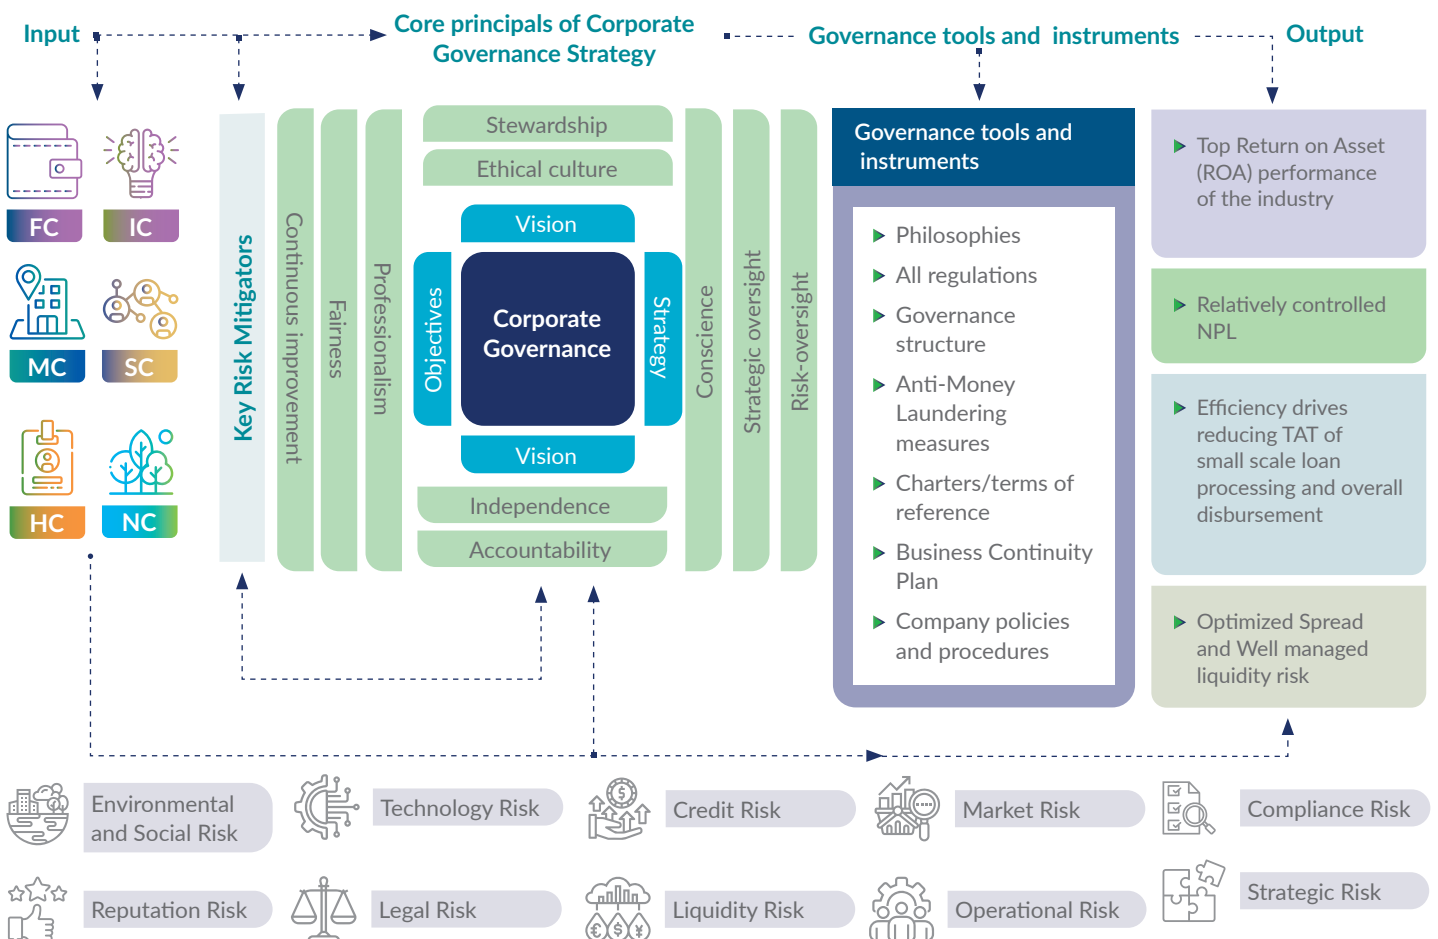 Input
Core principals of Corporate
Governance Strategy
Governance tools and instruments
Output
FC
IC
MC
SC
HC
NC
Key Risk Mitigators
Continuous improvement
Fairness
Professionalism
Stewardship
Ethical culture
Vision
Objectives
Corporate
Governance
Strategy
Vision
Independence
Accountability
Conscience
Strategic oversight
Risk-oversight
Governance tools and
instruments
Philosophies
All regulations
Governance
structure
Anti-Money
Laundering
measures
Charters/terms of
reference
Business Continuity
Plan
Company policies
and procedures
Top Return on Asset
(ROA) performance
of the industry
Relatively controlled
NPL
Efficiency drives
reducing TAT of
small scale loan
processing and overall
disbursement
Optimized Spread
and Well managed
liquidity risk
Environmental
and Social Risk
Technology Risk
Credit Risk
Market Risk
Compliance Risk
Reputation Risk
Legal Risk
Liquidity Risk
Operational Risk
Strategic Risk